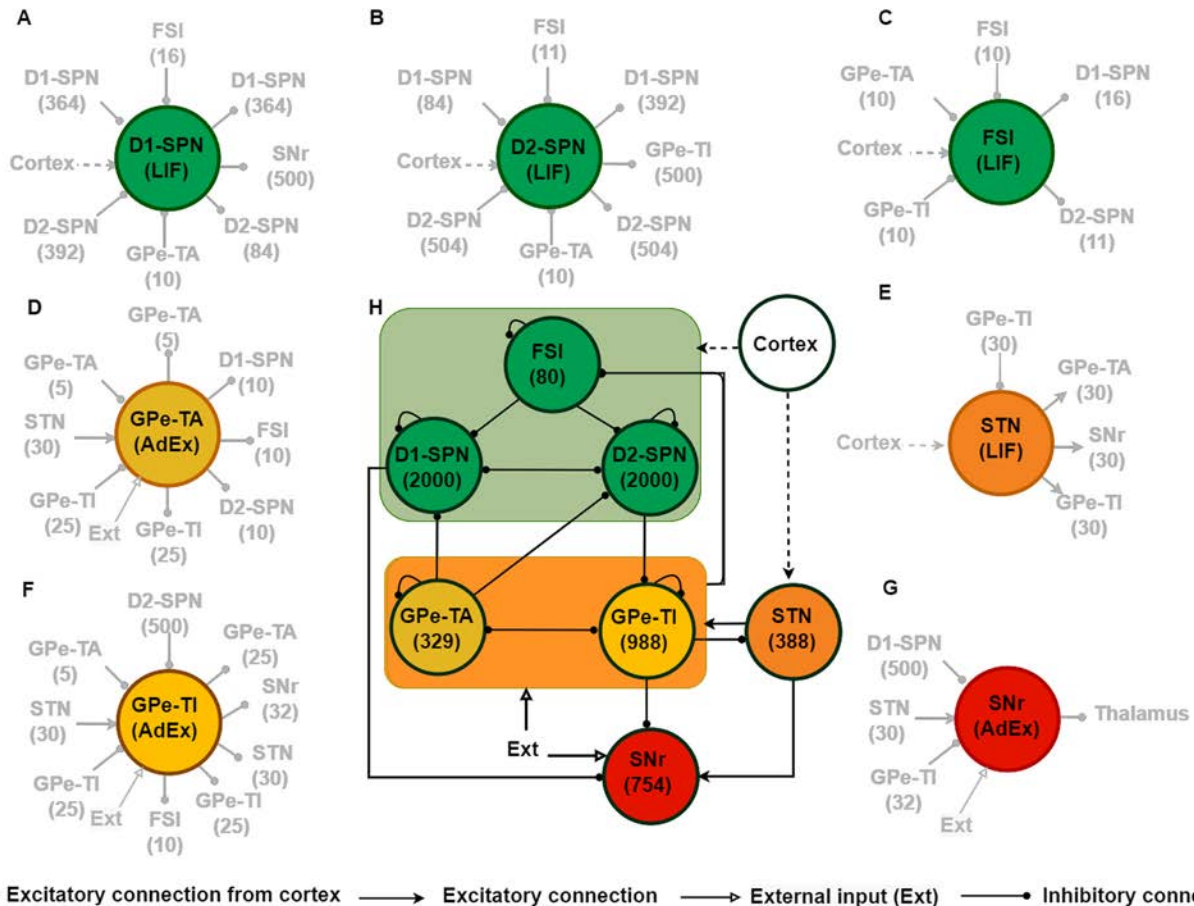 A
FSI
(16)
D1-SPN
(364)
D1-SPN
(364)
Cortex
D1-SPN
(LIF)
SNr
(500)
D2-SPN
(392)
GPe-TA
(10)
D2-SPN
(84)
B
FSI
(11)
D1-SPN
(84)
D1-SPN
(392)
Cortex
D2-SPN
(LIF)
GPe-TI
(500)
D2-SPN
(504)
GPe-TA
(10)
D2-SPN
(504)
C
FSI
(10)
GPe-TA
(10)
D1-SPN
(16)
Cortex
FSI
(LIF)
GPe-TI
(10)
D2-SPN
(11)
D
GPe-TA
(5)
GPe-TA
(5)
D1-SPN
(10)
STN
(30)
GPe-TA
(AdEx)
FSI
(10)
GPe-TI
(25)
Ext
GPe-TI
(25)
D2-SPN
(10)
H
FSI
(80)
Cortex
D1-SPN
(2000)
D2-SPN
(2000)
GPe-TA
(329)
GPe-TI
(988)
STN
(388)
Ext
SNr
(754)
E
GPe-TI
(30)
GPe-TA
(30)
Cortex
STN
(LIF)
SNr
(30)
GPe-TI
(30)
F
D2-SPN
(500)
GPe-TA
(5)
GPe-TA
(25)
STN
(30)
GPe-TI
(AdEx)
SNr
(32)
STN
(30)
GPe-TI
(25)
Ext
FSI
(10)
GPe-TI
(25)
G
D1-SPN
(500)
STN
(30)
SNr
(AdEx)
Thalamus
GPe-TI
(32)
Ext
Excitatory connection from cortex Excitatory connection External input (Ext) Inhibitory